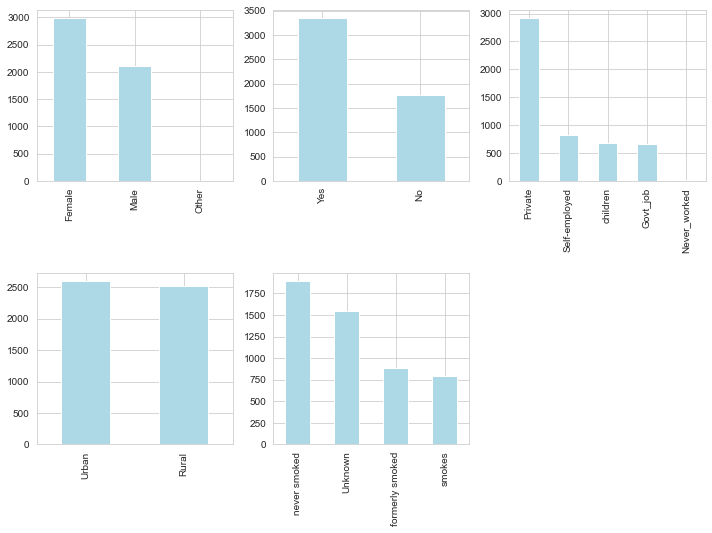 3000
2500
2000
1500
1000
500
0
Female
Male
Other
3500
3000
2500
2000
1500
1000
500
0
Yes
No
3000
2500
2000
1500
1000
500
0
Private
Self-employed
children
Govt_job
Never_worked
2500
2000
1500
1000
500
0
Urban
Rural
1750
1500
1250
1000
750
500
250
0
never smoked
Unknown
formerly smoked
smokes